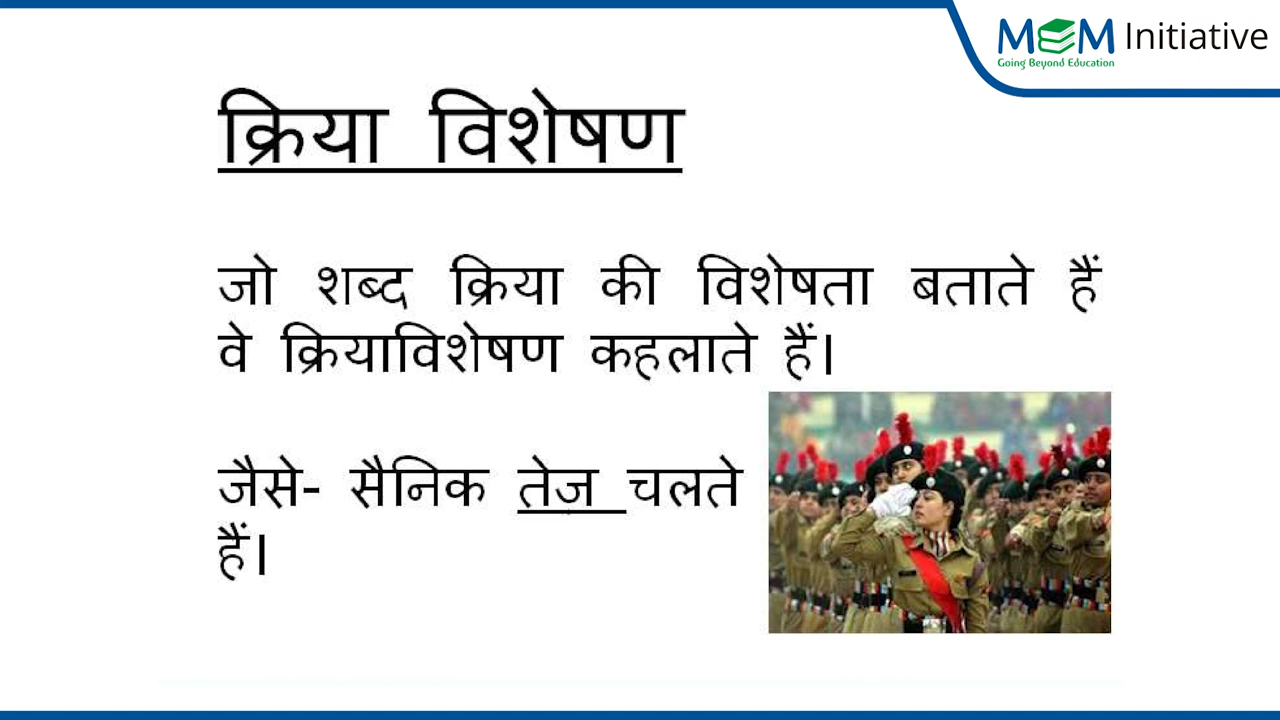 MEM Initiative
Going Beyond Education
क्रिया विशेषण
जो शब्द क्रिया की विशेषता बताते हैं
वे क्रियाविशेषण कहलाते हैं।
जैसे- सैनिक तेज़ चलते
हैं।